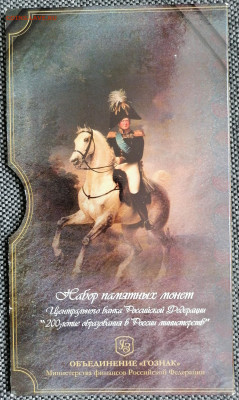 Набор памятных монет
Центрального банка Российской Федерации
"200-летие образования в России министерств"
ОБЪЕДИНЕНИЕ «ГОЗНАК»
Министерства финансов Российской Федерации